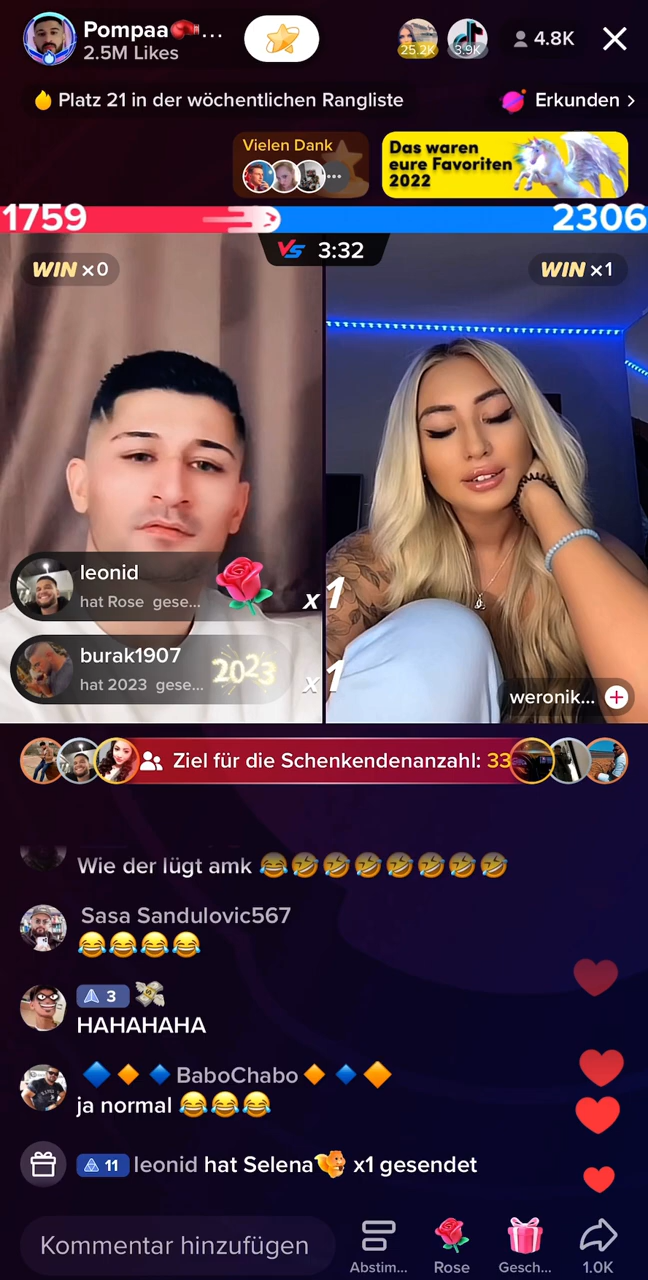 Pompaa🥊...
2.5M Likes
25.2K
3.9K
4.8K
Platz 21 in der wöchentlichen Rangliste
Erkunden >
Vielen Dank
Das waren
eure Favoriten
2022
1759
2306
VS 3:32
WIN x0
WIN x1
leonid
hat Rose gese...
x1
burak1907
hat 2023 gese...
2023
x1
weronik...
Ziel für die Schenkendenanzahl: 33
Wie der lügt amk 😂🤣🤣🤣🤣🤣🤣🤣
Sasa Sandulovic567
😂😂😂😂
3 💸
HAHAHAHA
🔷🔶🔹BaboChabo🔸🔹🔶
ja normal 😂😂😂
11 leonid hat Selena🐿️ x1 gesendet
Kommentar hinzufügen
Abstim...
Rose
Gesch...
1.0K